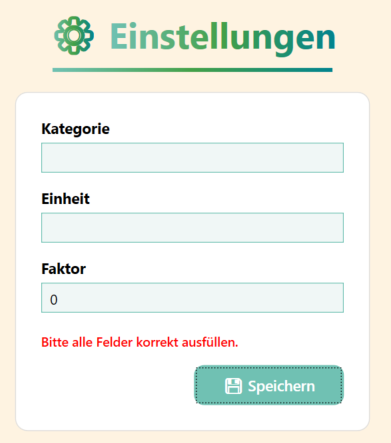 Einstellungen
Kategorie
Einheit
Faktor
0
Bitte alle Felder korrekt ausfüllen.
Speichern